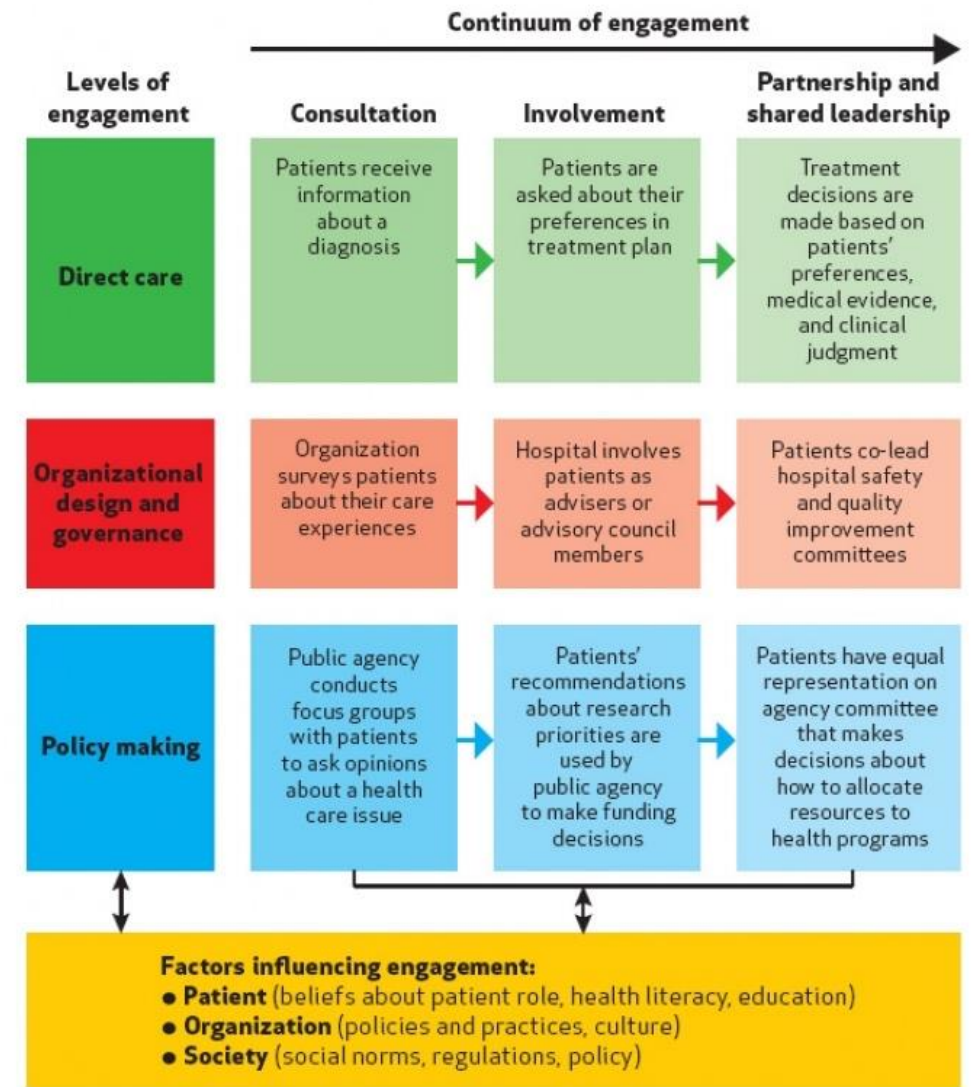 Continuum of engagement
Levels of
engagement
Consultation
Involvement
Partnership and
shared leadership
Direct care
Patients receive
information
about a
diagnosis
Patients are
asked about their
preferences in
treatment plan
Treatment
decisions are
made based on
patients’
preferences,
medical evidence,
and clinical
judgment
Organizational
design and
governance
Organization
surveys patients
about their care
experiences
Hospital involves
patients as
advisers or
advisory council
members
Patients co-lead
hospital safety
and quality
improvement
committees
Policy making
Public agency
conducts
focus groups
with patients
to ask opinions
about a health
care issue
Patients’
recommendations
about research
priorities are
used by
public agency
to make funding
decisions
Patients have equal
representation on
agency committee
that makes
decisions about
how to allocate
resources to
health programs
Factors influencing engagement:
● Patient (beliefs about patient role, health literacy, education)
● Organization (policies and practices, culture)
● Society (social norms, regulations, policy)